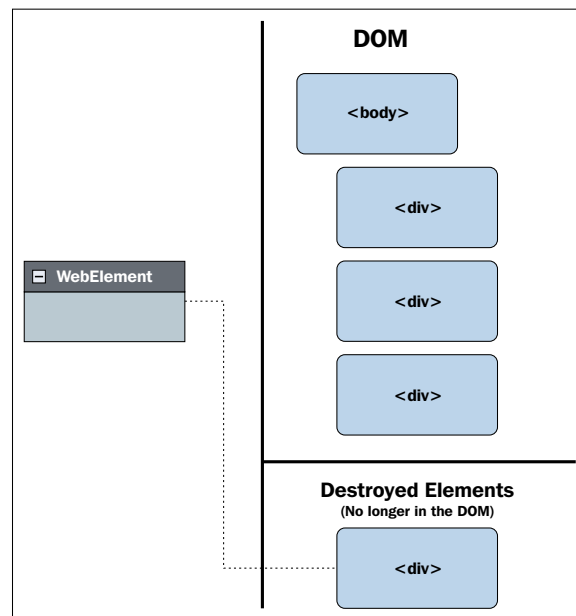 DOM
<body>
<div>
WebElement
<div>
<div>
Destroyed Elements
(No longer in the DOM)
<div>